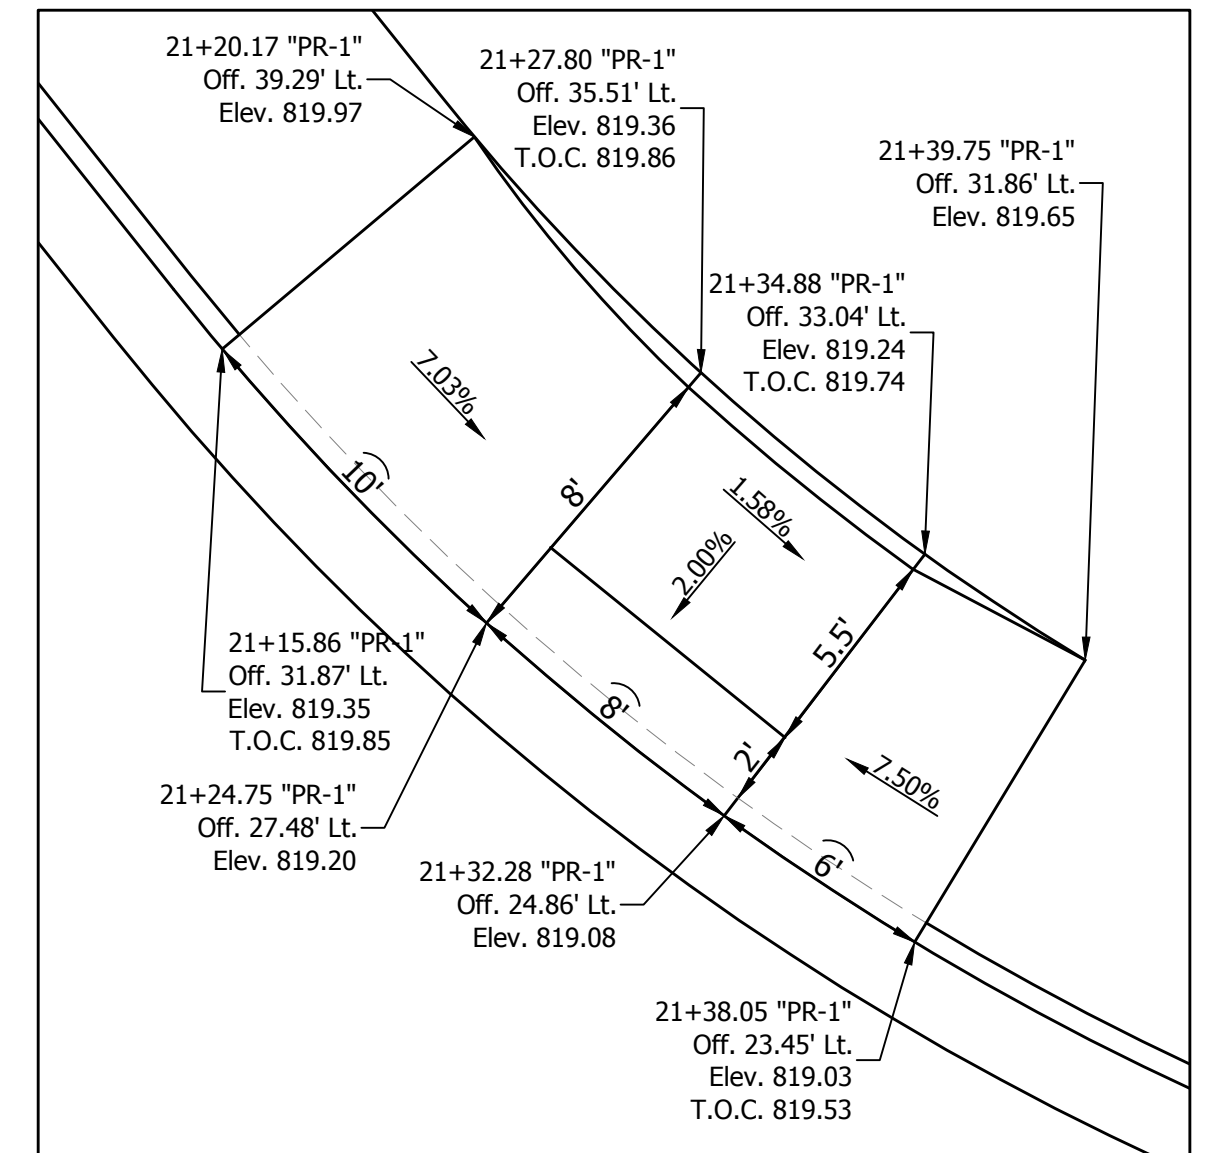 21+20.17 "PR-1"
Off. 39.29' Lt.
Elev. 819.97
21+27.80 "PR-1"
Off. 35.51' Lt.
Elev. 819.36
T.O.C. 819.86
21+39.75 "PR-1"
Off. 31.86' Lt.
Elev. 819.65
21+34.88 "PR-1"
Off. 33.04' Lt.
Elev. 819.24
T.O.C. 819.74
7.03%
10'
8'
1.58%
2.00%
5.5'
21+15.86 "PR-1"
Off. 31.87' Lt.
Elev. 819.35
T.O.C. 819.85
8'
2'
7.50%
21+24.75 "PR-1"
Off. 27.48' Lt.
Elev. 819.20
6'
21+32.28 "PR-1"
Off. 24.86' Lt.
Elev. 819.08
21+38.05 "PR-1"
Off. 23.45' Lt.
Elev. 819.03
T.O.C. 819.53